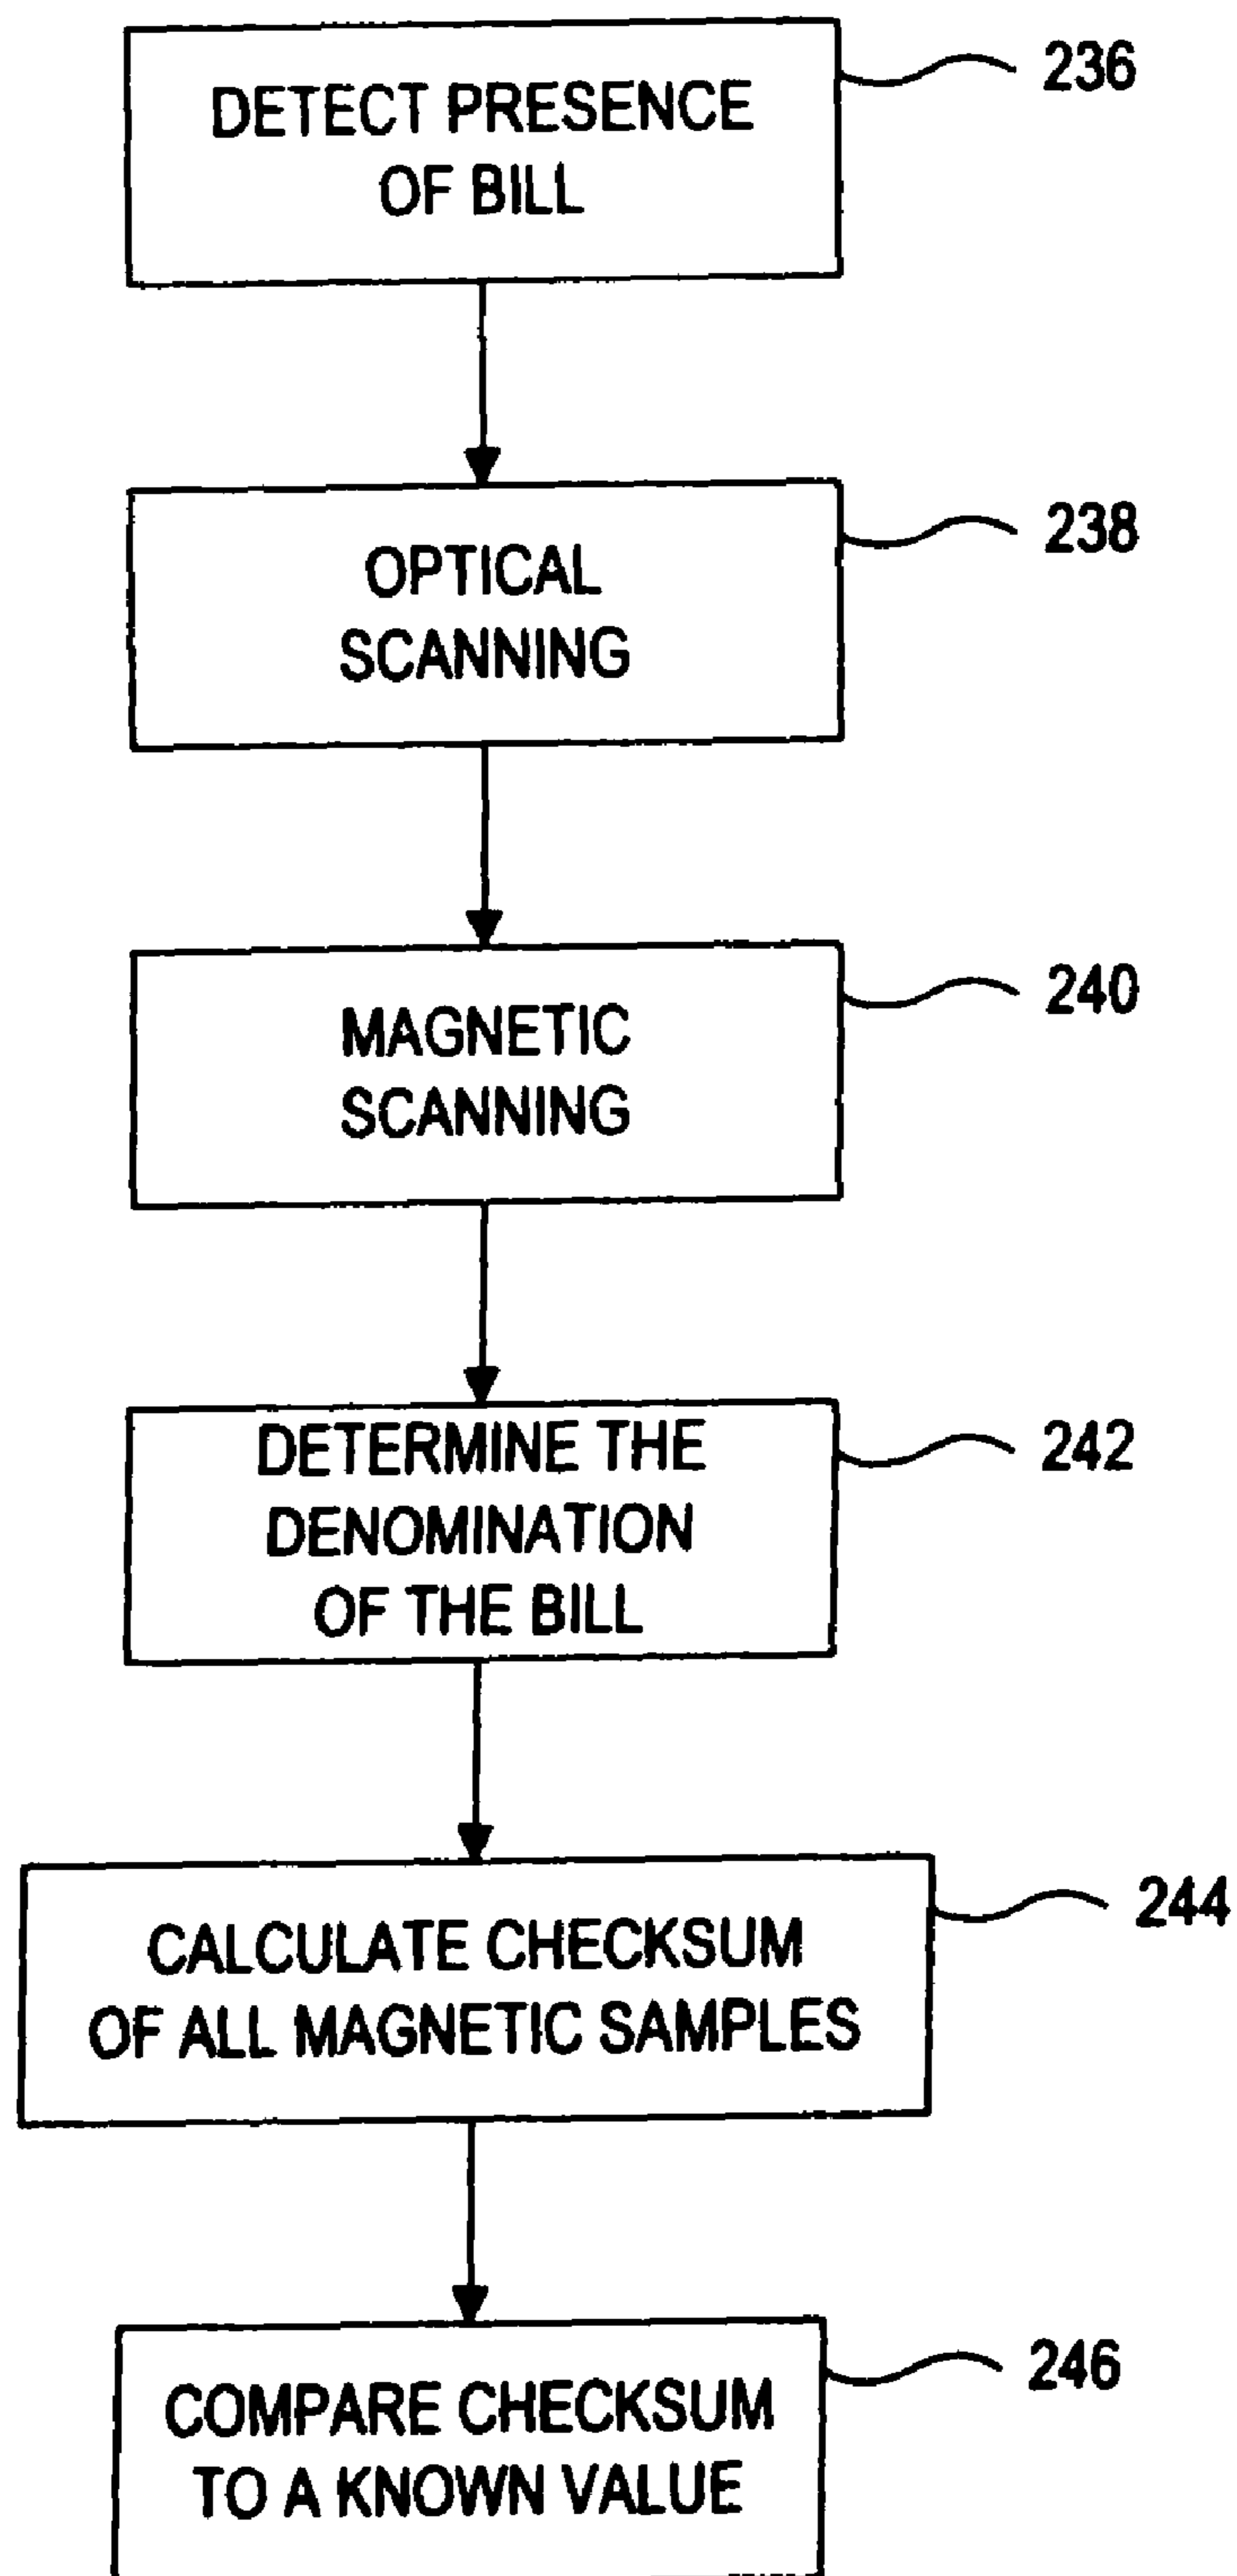 DETECT PRESENCE
OF BILL
236
OPTICAL
SCANNING
238
MAGNETIC
SCANNING
240
DETERMINE THE
DENOMINATION
OF THE BILL
242
CALCULATE CHECKSUM
OF ALL MAGNETIC SAMPLES
244
COMPARE CHECKSUM
TO A KNOWN VALUE
246